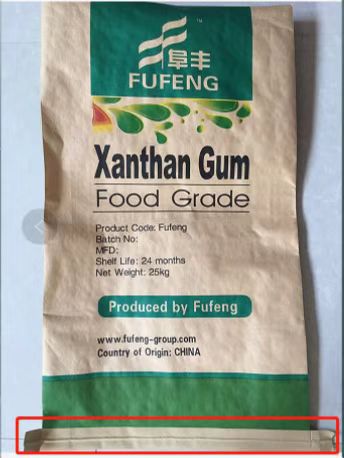 ™
阜丰
FUFENG
Xanthan Gum
Food Grade
Product Code: Fufeng
Batch No:
MFD:
Shelf Life: 24 months
Net Weight: 25kg
Produced by Fufeng
www.fufeng-group.com
Country of Origin: CHINA